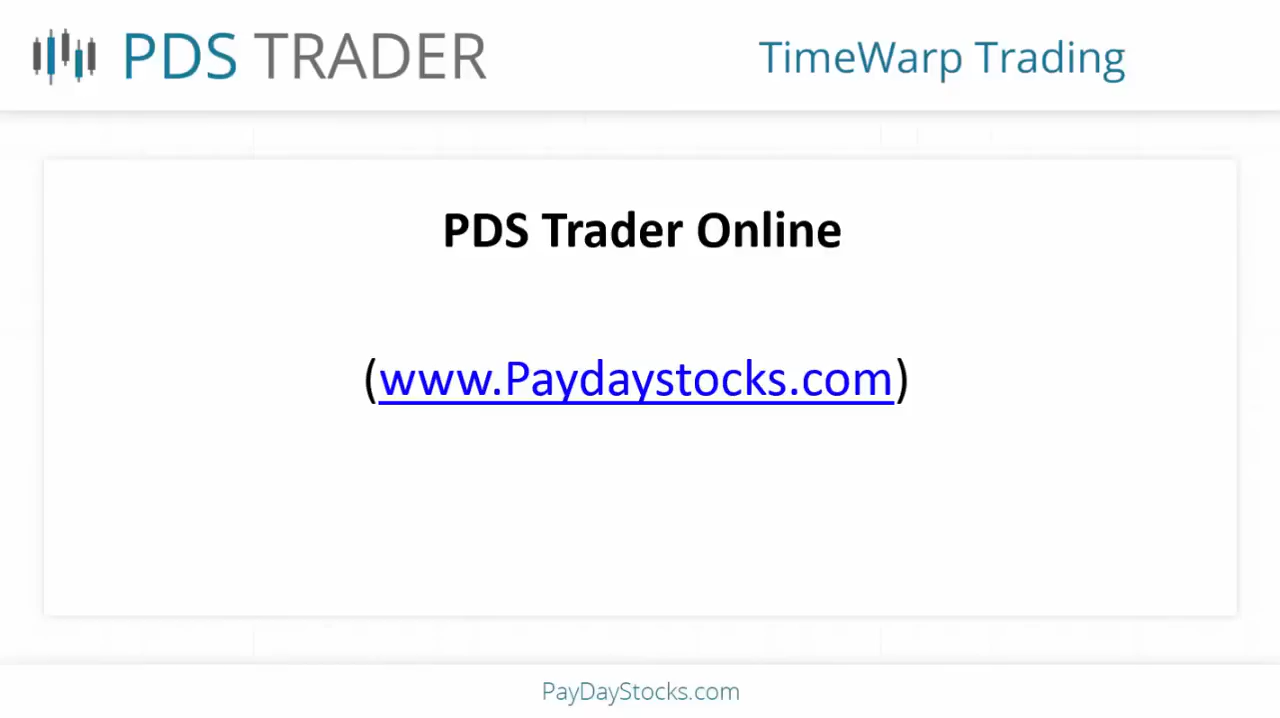 PDS TRADER
TimeWarp Trading
PDS Trader Online
(www.Paydaystocks.com)
PayDayStocks.com